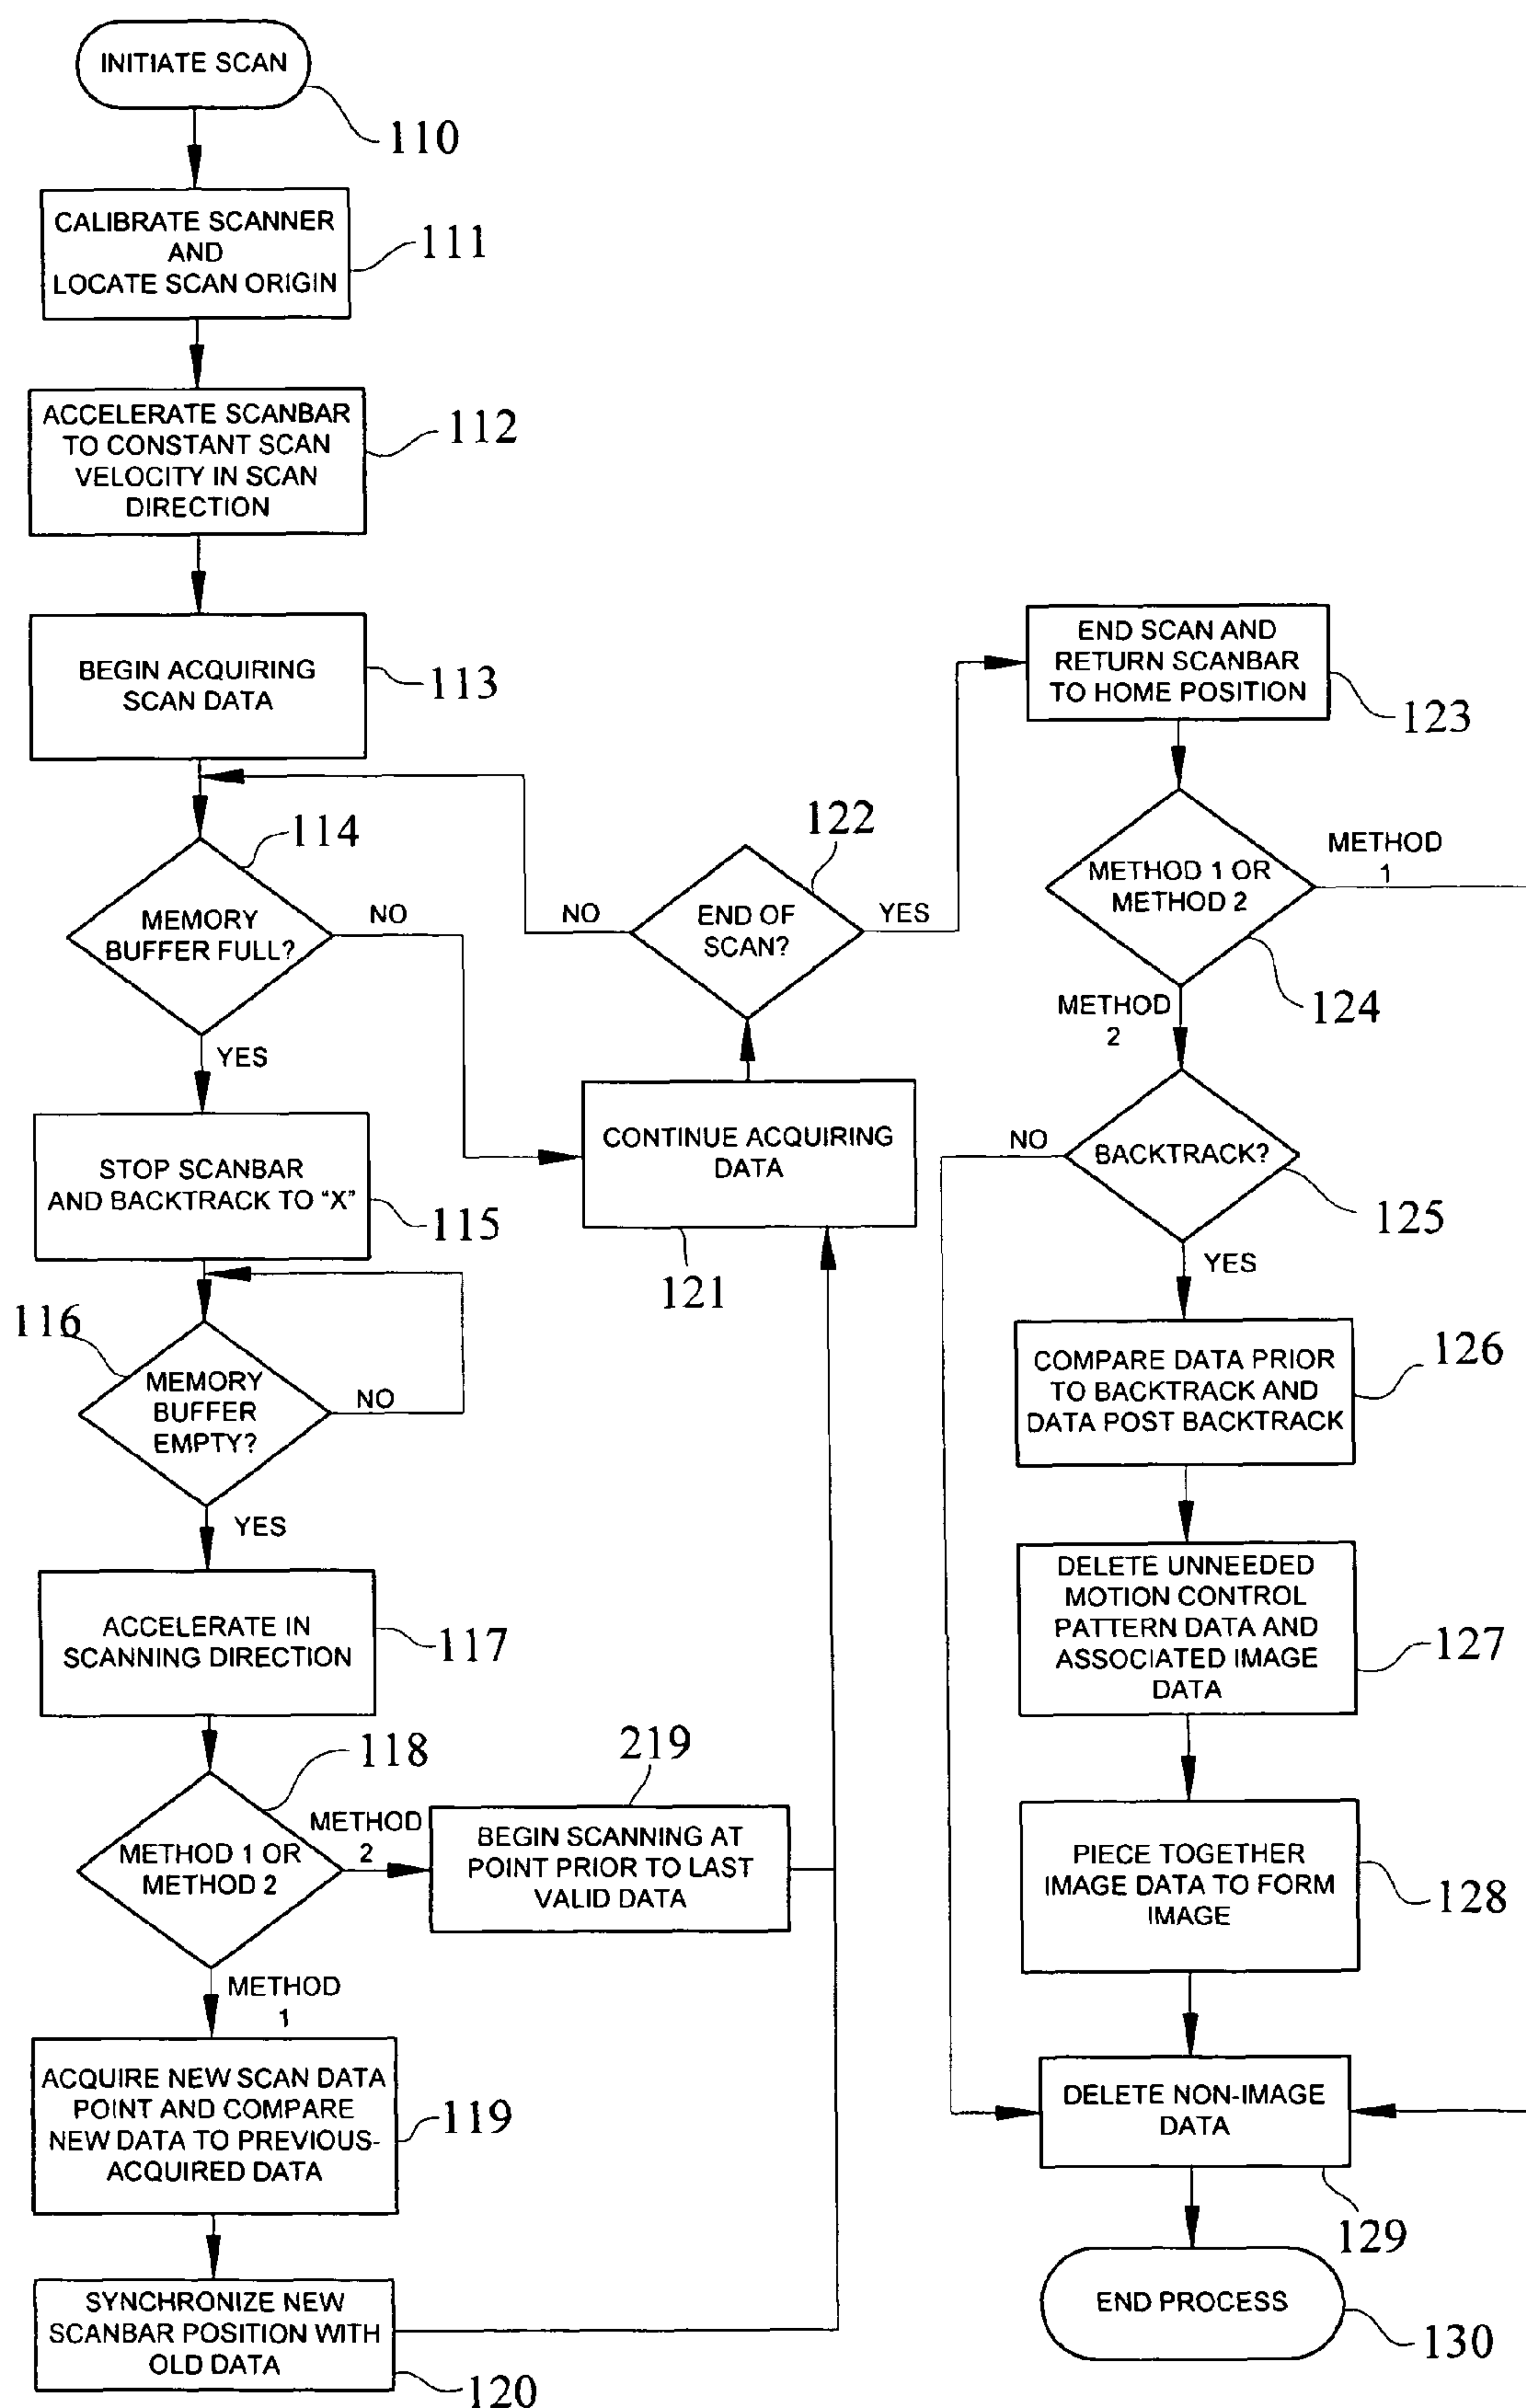 INITIATE SCAN
110
CALIBRATE SCANNER
AND
LOCATE SCAN ORIGIN
111
ACCELERATE SCANBAR
TO CONSTANT SCAN
VELOCITY IN SCAN
DIRECTION
112
BEGIN ACQUIRING
SCAN DATA
113
MEMORY
BUFFER FULL?
114
NO
YES
STOP SCANBAR
AND BACKTRACK TO "X"
115
MEMORY
BUFFER
EMPTY?
116
NO
YES
ACCELERATE IN
SCANNING DIRECTION
117
METHOD 1 OR
METHOD 2
118
METHOD
2
METHOD
1
BEGIN SCANNING AT
POINT PRIOR TO LAST
VALID DATA
219
ACQUIRE NEW SCAN DATA
POINT AND COMPARE
NEW DATA TO PREVIOUS-
ACQUIRED DATA
119
SYNCHRONIZE NEW
SCANBAR POSITION WITH
OLD DATA
120
CONTINUE ACQUIRING
DATA
121
END OF
SCAN?
122
NO
YES
END SCAN AND
RETURN SCANBAR
TO HOME POSITION
123
METHOD 1 OR
METHOD 2
124
METHOD
1
METHOD
2
BACKTRACK?
125
NO
YES
COMPARE DATA PRIOR
TO BACKTRACK AND
DATA POST BACKTRACK
126
DELETE UNNEEDED
MOTION CONTROL
PATTERN DATA AND
ASSOCIATED IMAGE
DATA
127
PIECE TOGETHER
IMAGE DATA TO FORM
IMAGE
128
DELETE NON-IMAGE
DATA
129
END PROCESS
130